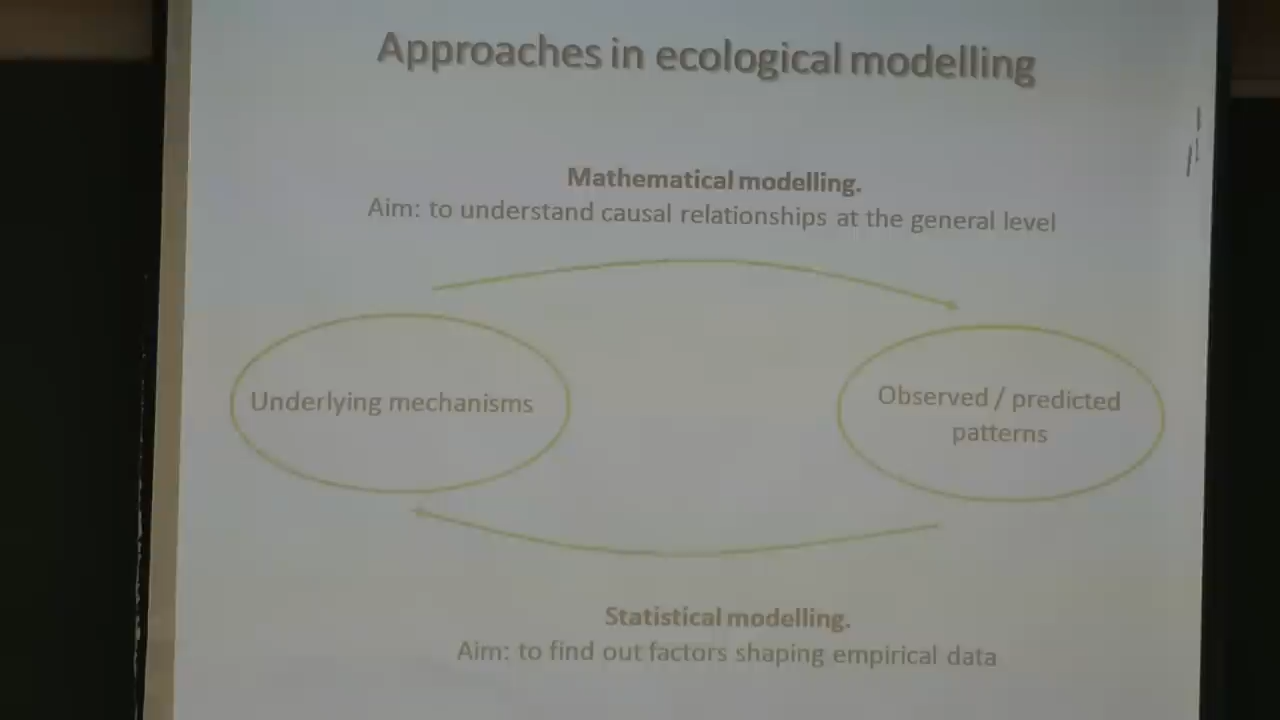 Approaches in ecological modelling
Mathematical modelling.
Aim: to understand causal relationships at the general level
Underlying mechanisms
Observed / predicted
patterns
Statistical modelling.
Aim: to find out factors shaping empirical data